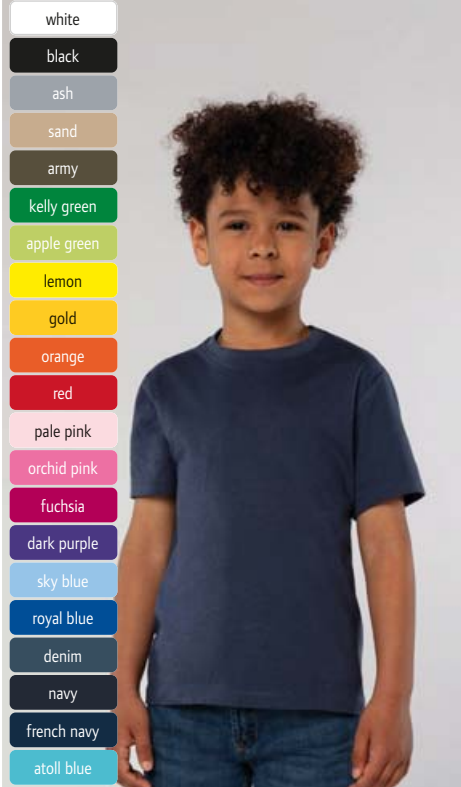 white
black
ash
sand
army
kelly green
apple green
lemon
gold
orange
red
pale pink
orchid pink
fuchsia
dark purple
sky blue
royal blue
denim
navy
french navy
atoll blue